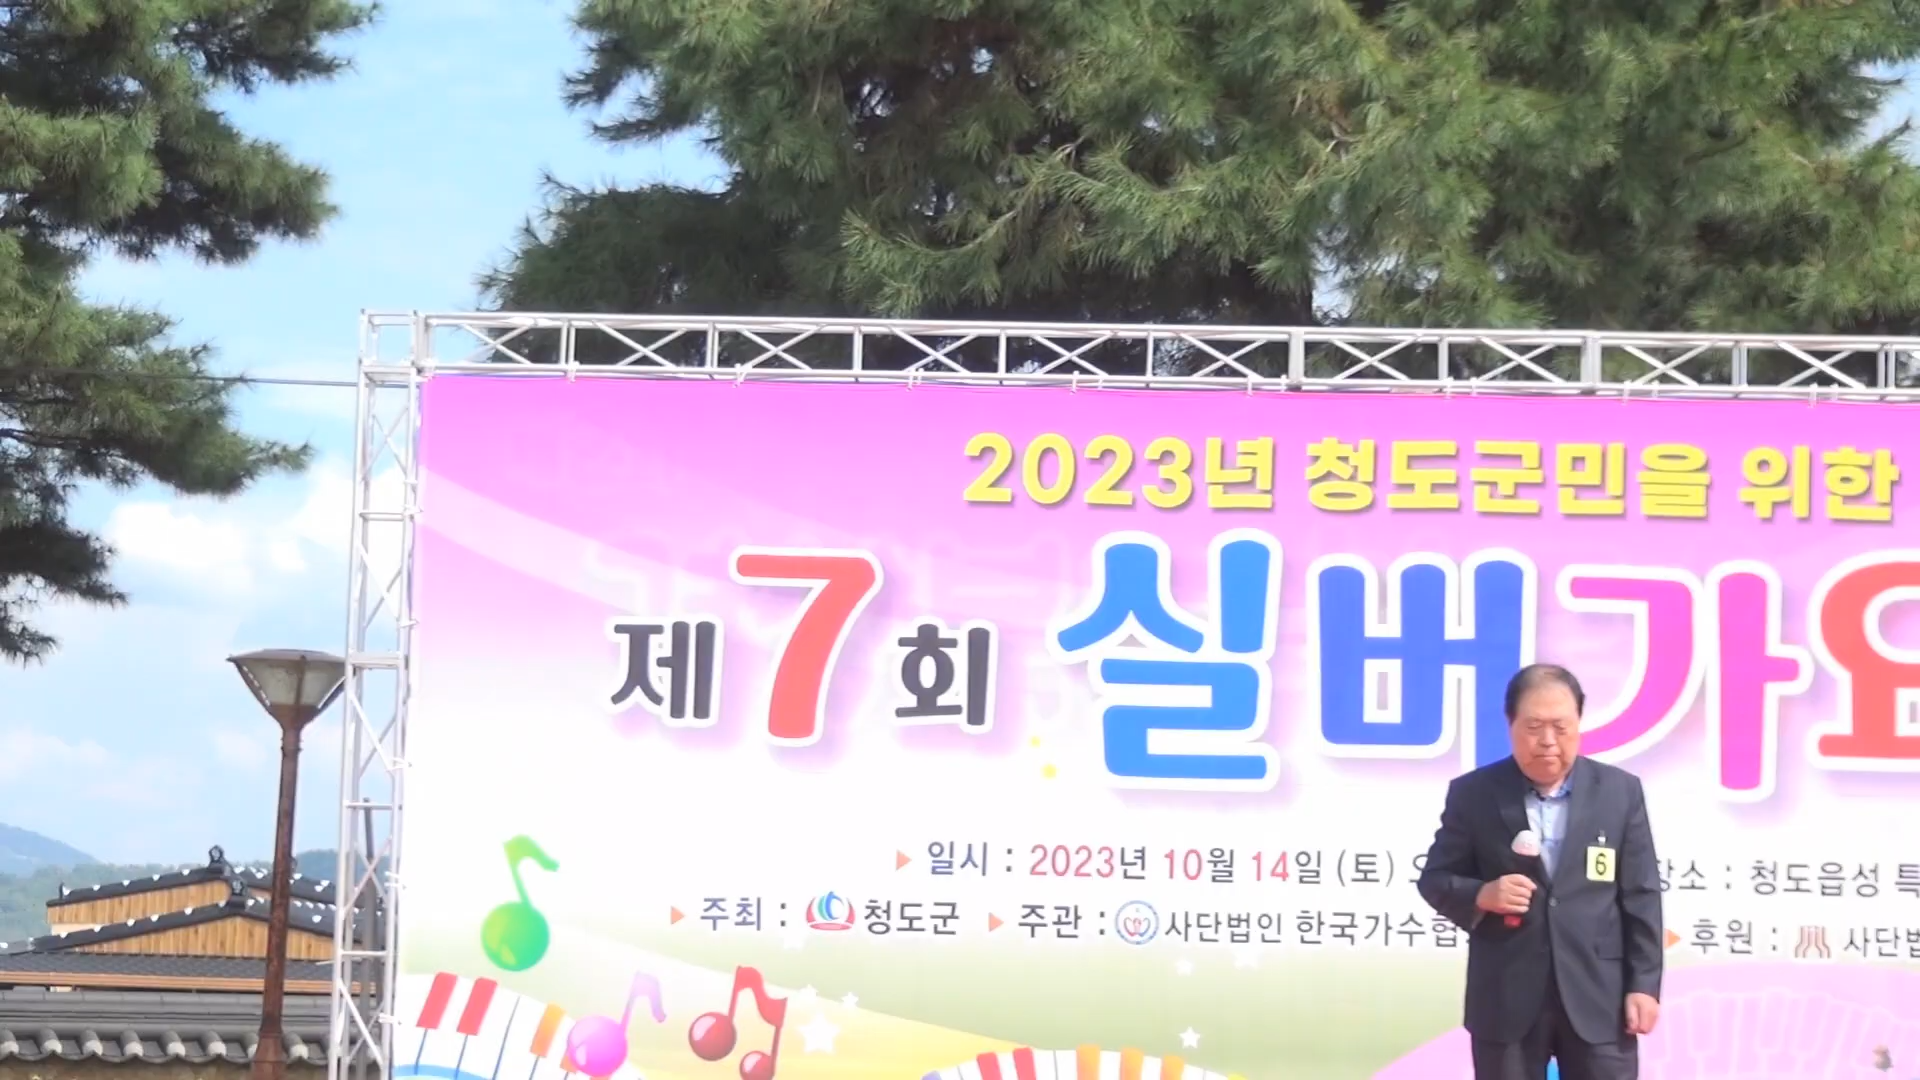 2023년 청도군민을 위한
제7회 실버가요
▶ 일시 : 2023년 10월 14일 (토) 장소 : 청도읍성 특
▶ 주최 : 청도군 ▶ 주관 : 사단법인 한국가수협 ▶ 후원 : 사단법
6